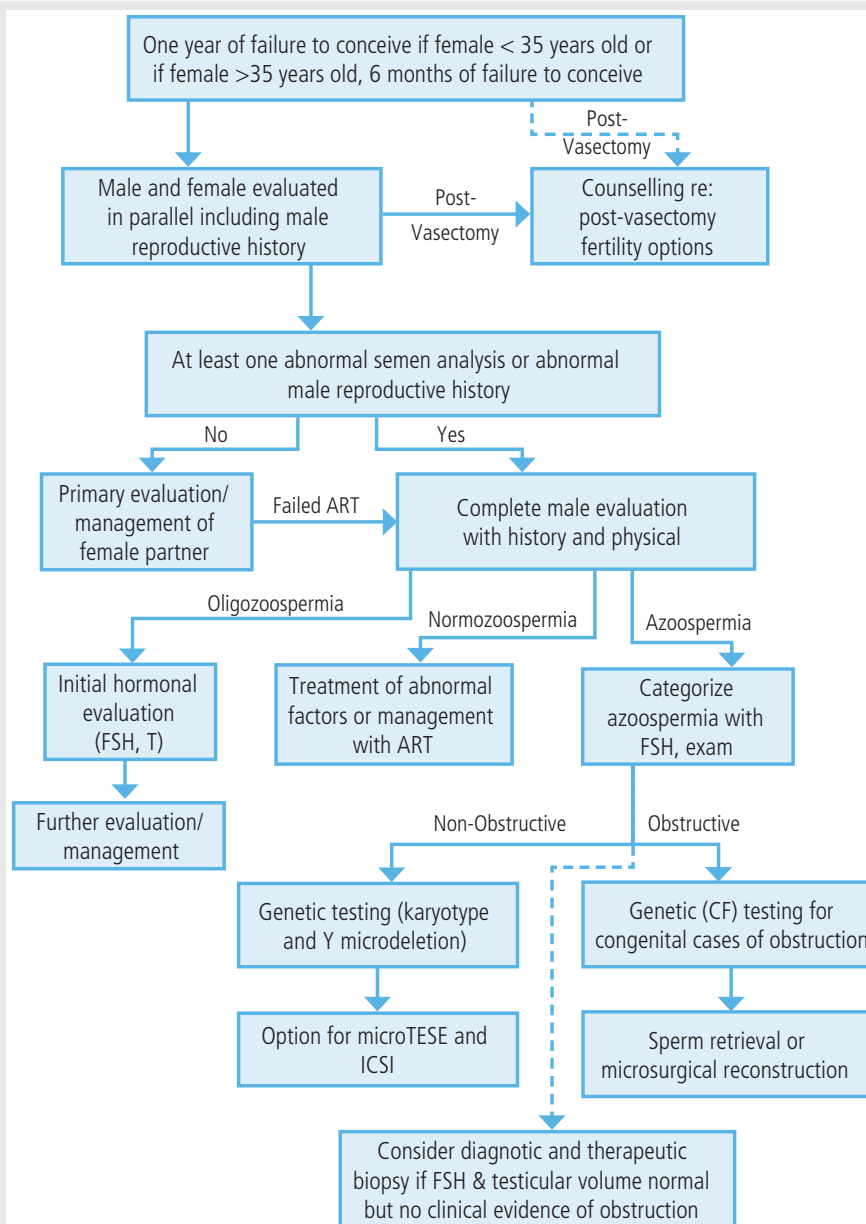 One year of failure to conceive if female < 35 years old or
if female >35 years old, 6 months of failure to conceive
Post-
Vasectomy
Male and female evaluated
in parallel including male
reproductive history
Post-
Vasectomy
Counselling re:
post-vasectomy
fertility options
At least one abnormal semen analysis or abnormal
male reproductive history
No
Yes
Primary evaluation/
management of
female partner
Failed ART
Complete male evaluation
with history and physical
Oligozoospermia
Normozoospermia
Azoospermia
Initial hormonal
evaluation
(FSH, T)
Treatment of abnormal
factors or management
with ART
Categorize
azoospermia with
FSH, exam
Further evaluation/
management
Non-Obstructive
Obstructive
Genetic testing (karyotype
and Y microdeletion)
Genetic (CF) testing for
congenital cases of obstruction
Option for microTESE and
ICSI
Sperm retrieval or
microsurgical reconstruction
Consider diagnostic and therapeutic
biopsy if FSH & testicular volume normal
but no clinical evidence of obstruction